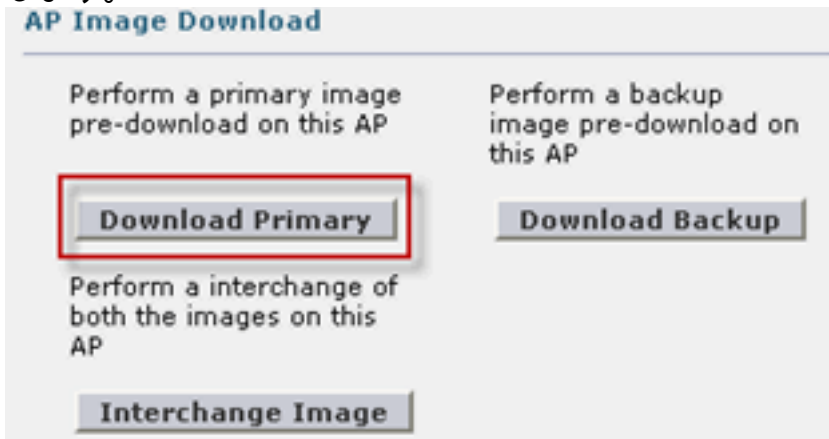 AP Image Download
Perform a primary image
pre-download on this AP
Download Primary
Perform a backup
image pre-download on
this AP
Download Backup
Perform a interchange of
both the images on this
AP
Interchange Image